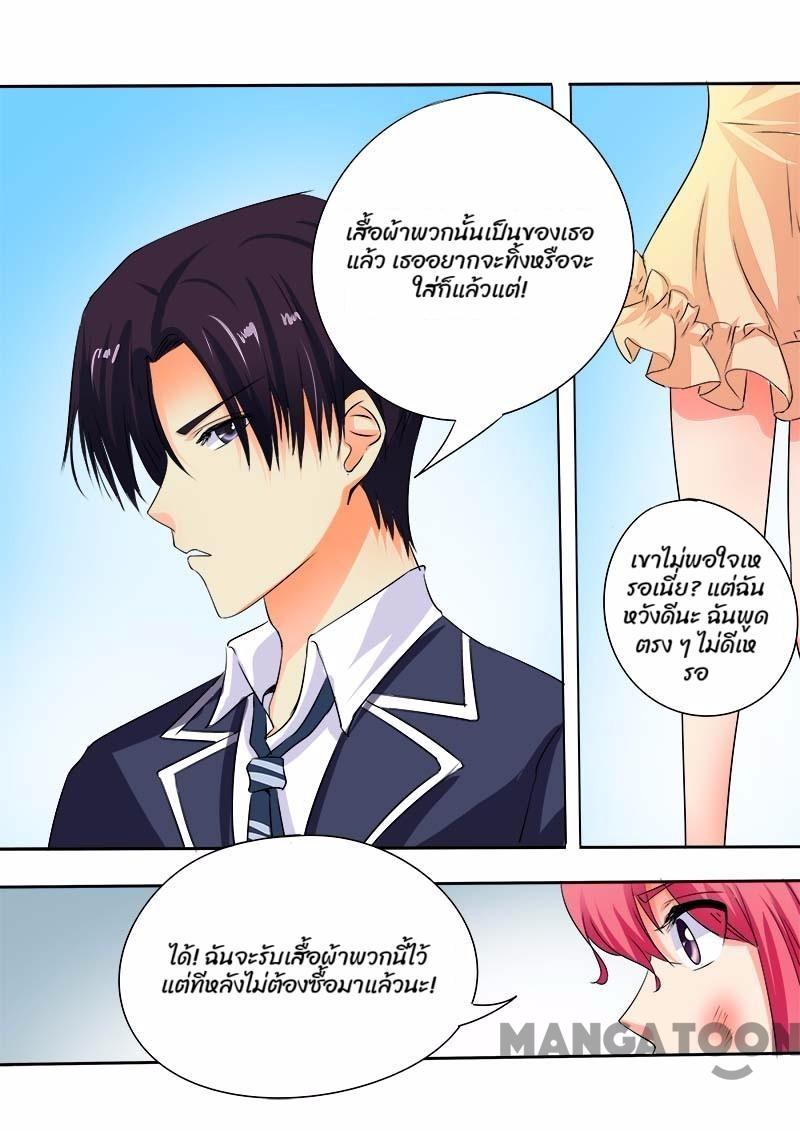 เสื้อผ้าพวกนั้นเป็นของเธอ
แล้ว เธออยากจะทิ้งหรือจะ
ใส่ก็แล้วแต่!
เขาไม่พอใจเห
รอเนี่ย? แต่ฉัน
หวังดีนะ ฉันพูด
ตรง ๆ ไม่ดีเห
รอ
ได้! ฉันจะรับเสื้อผ้าพวกนี้ไว้
แต่ทีหลังไม่ต้องซื้อมาแล้วนะ!
MANGATOON